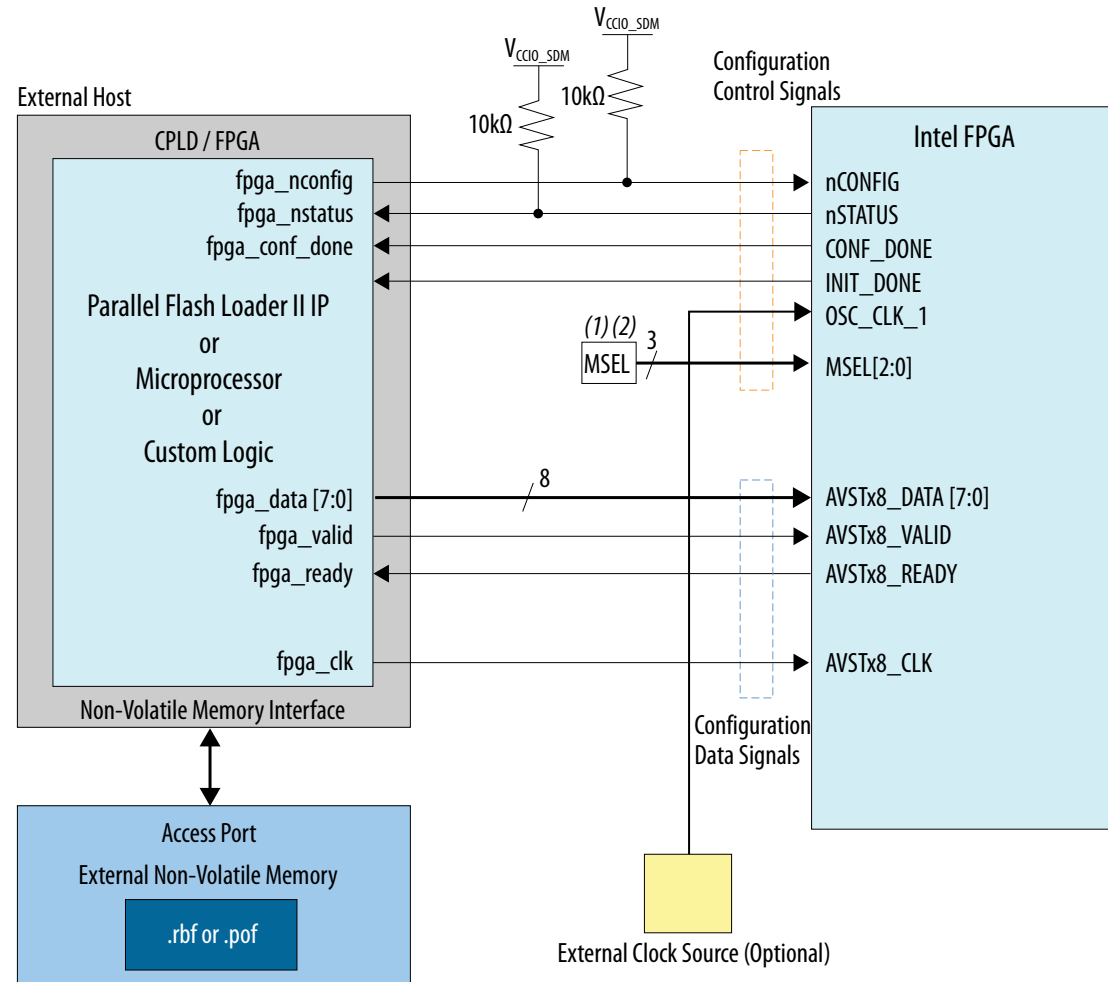 V_CCIO_SDM
V_CCIO_SDM
10kΩ
10kΩ
Configuration
Control Signals
External Host
CPLD / FPGA
fpga_nconfig
fpga_nstatus
fpga_conf_done
Parallel Flash Loader II IP
or
Microprocessor
or
Custom Logic
fpga_data [7:0]
fpga_valid
fpga_ready
fpga_clk
Non-Volatile Memory Interface
(1) (2)
MSEL
3
8
Intel FPGA
nCONFIG
nSTATUS
CONF_DONE
INIT_DONE
OSC_CLK_1
MSEL[2:0]
AVSTx8_DATA [7:0]
AVSTx8_VALID
AVSTx8_READY
AVSTx8_CLK
Configuration
Data Signals
Access Port
External Non-Volatile Memory
.rbf or .pof
External Clock Source (Optional)